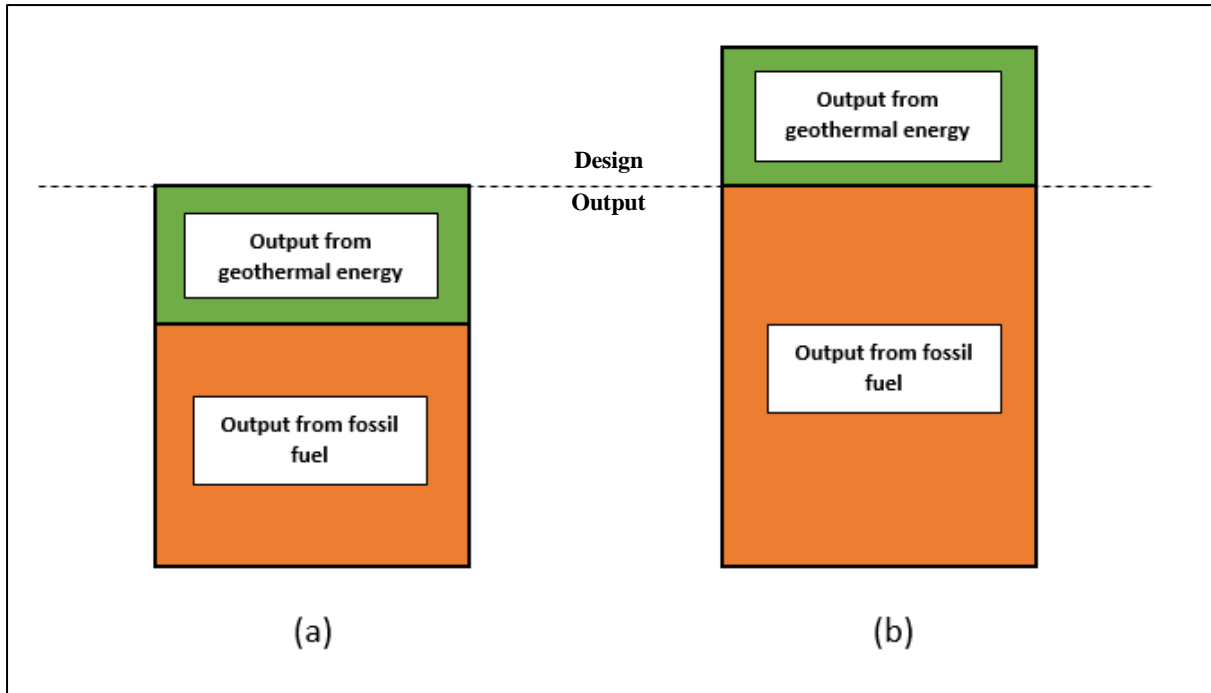 Output from
geothermal energy
Design
Output
Output from
geothermal energy
Output from fossil
fuel
Output from fossil
fuel
(a)
(b)